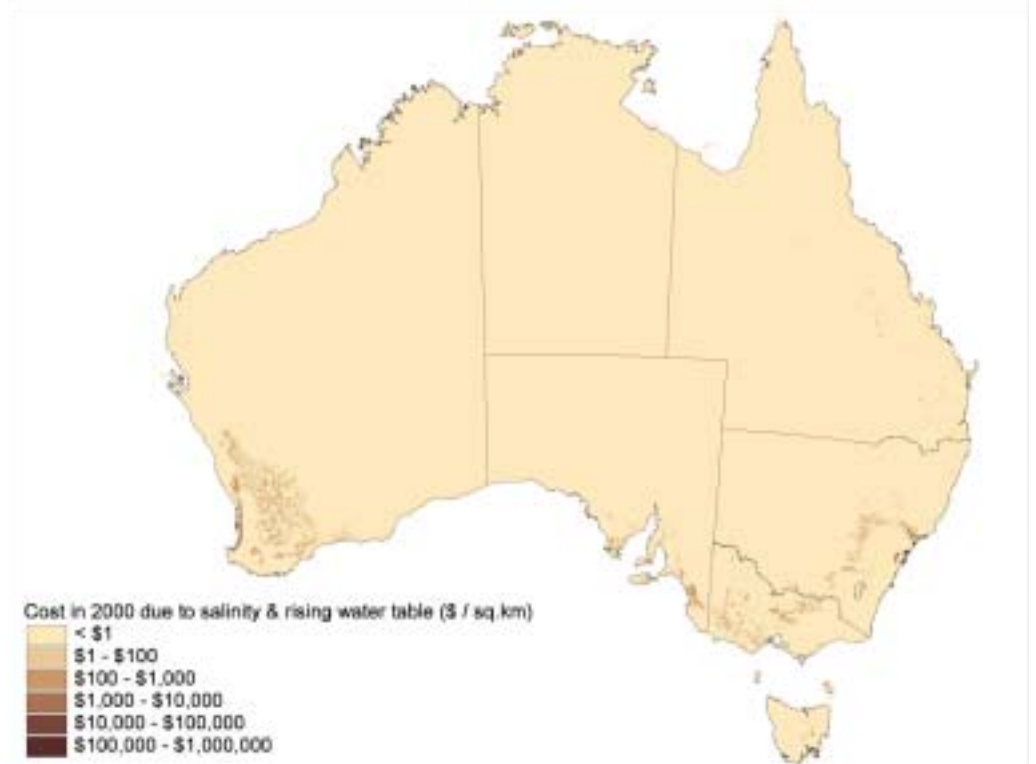 Cost in 2000 due to salinity & rising water table ($ / sq.km)
< $1
$1 - $100
$100 - $1,000
$1,000 - $10,000
$10,000 - $100,000
$100,000 - $1,000,000